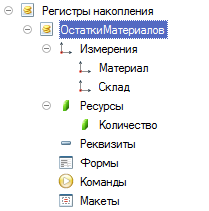 Регистры накопления
ОстаткиМатериалов
Измерения
Материал
Склад
Ресурсы
Количество
Реквизиты
Формы
Команды
Макеты